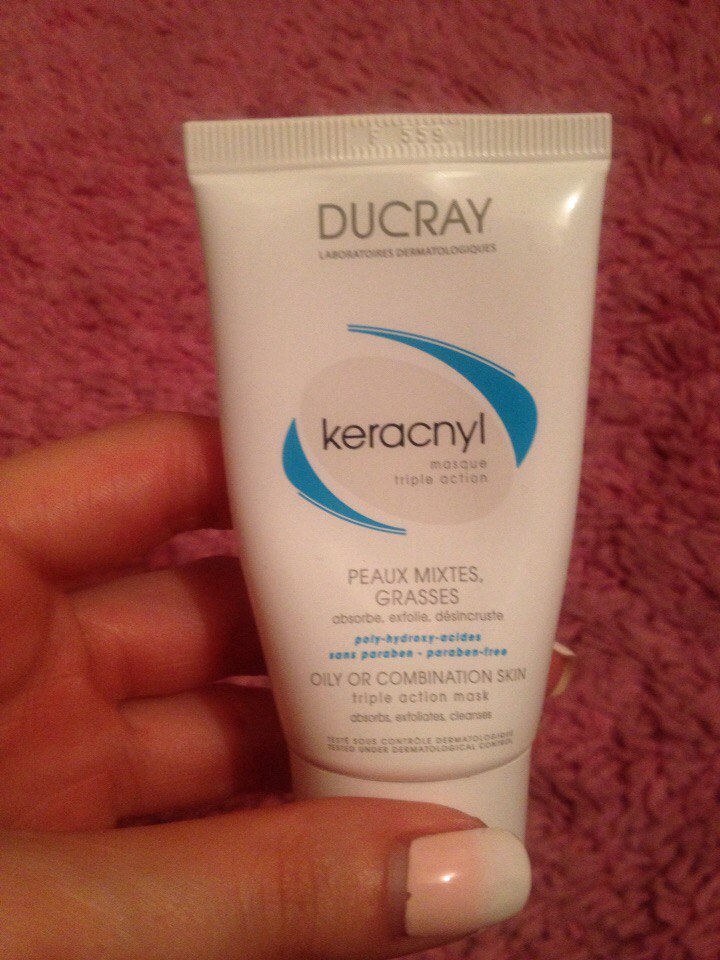 F 559
DUCRAY
LABORATOIRES DERMATOLOGIQUES
keracnyl
masque
triple action
PEAUX MIXTES,
GRASSES
absorbe, exfolie, désincruste
poly-hydroxy-acides
sans paraben - paraben-free
OILY OR COMBINATION SKIN
triple action mask
absorbs, exfoliates, cleanses
TESTÉ SOUS CONTRÔLE DERMATOLOGIQUE
TESTED UNDER DERMATOLOGICAL CONTROL